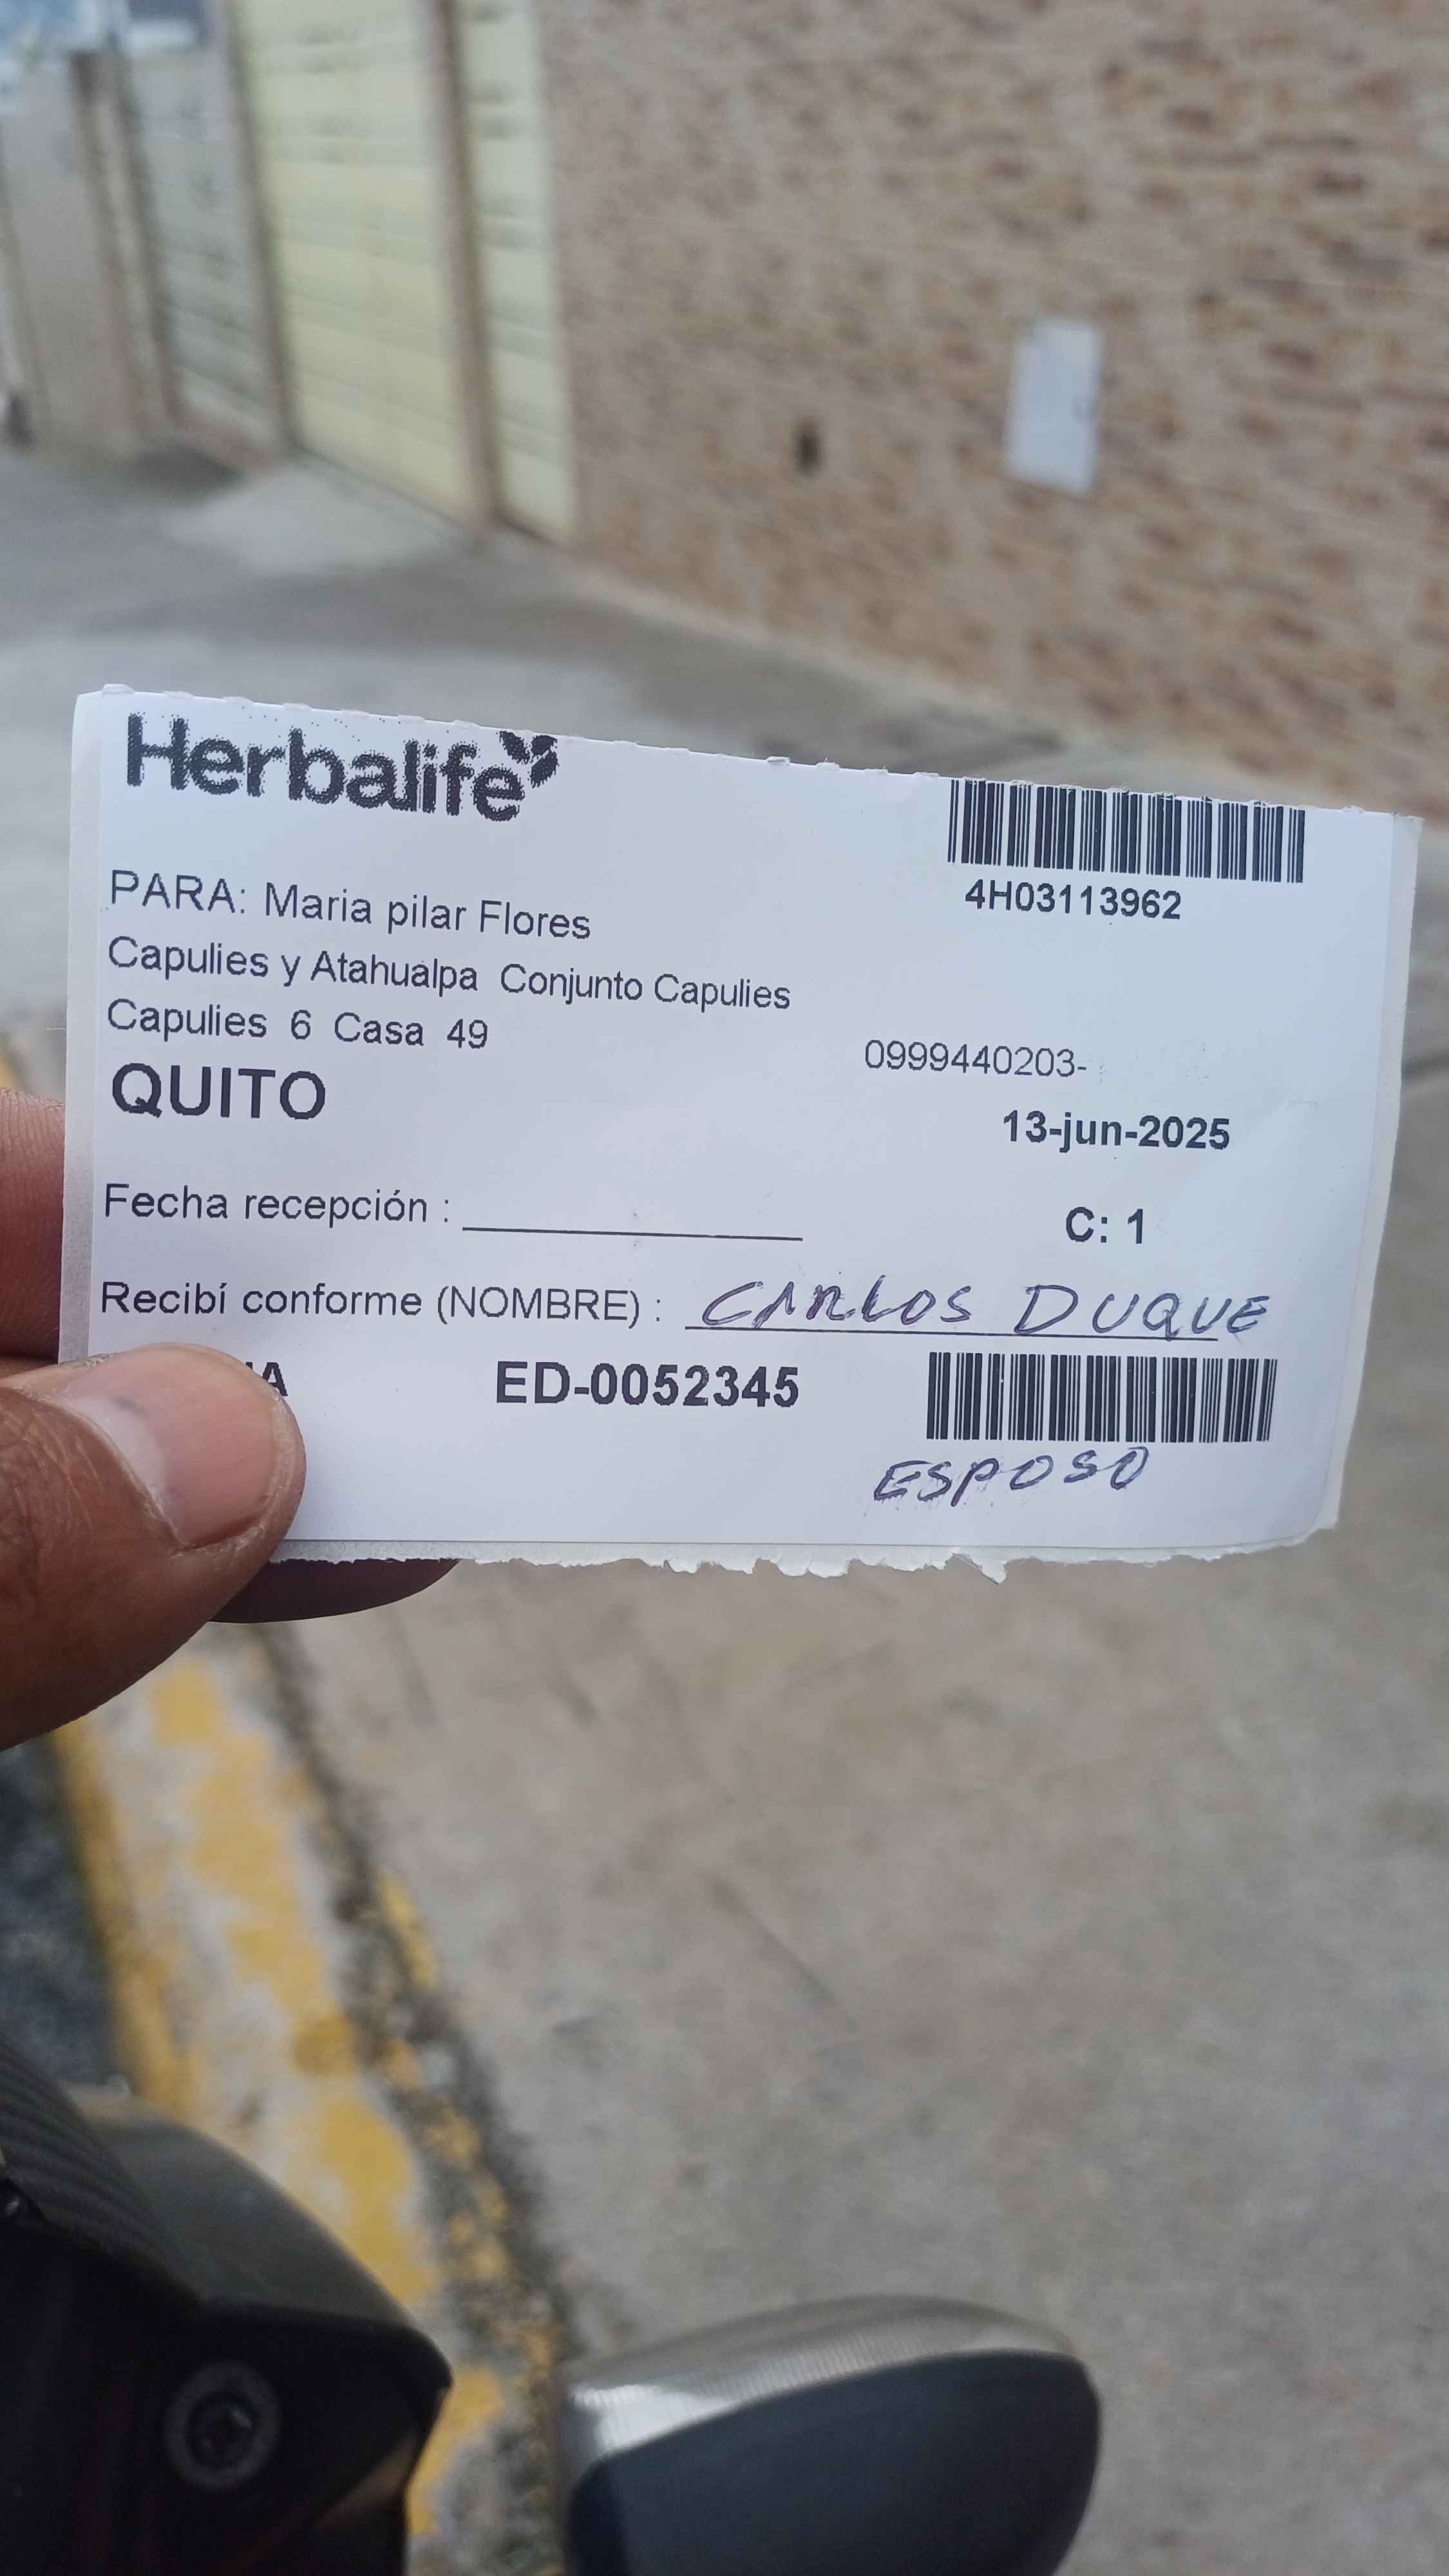 Herbalife
4H03113962
PARA: Maria pilar Flores
Capulies y Atahualpa Conjunto Capulies
Capulies 6 Casa 49
0999440203-
QUITO
13-jun-2025
Fecha recepción : ____________
C: 1
Recibí conforme (NOMBRE) : CARLOS DUQUE
ED-0052345
ESPOSO